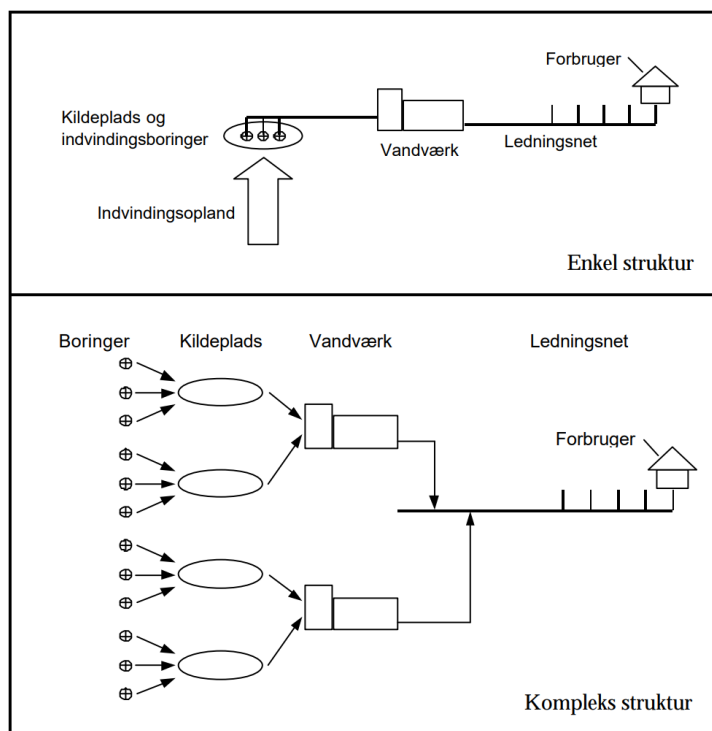 Forbruger
Kildeplads og
indvindingsboringer
Vandværk
Ledningsnet
Indvindingsopland
Enkel struktur
Boringer
Kildeplads
Vandværk
Ledningsnet
Forbruger
Kompleks struktur